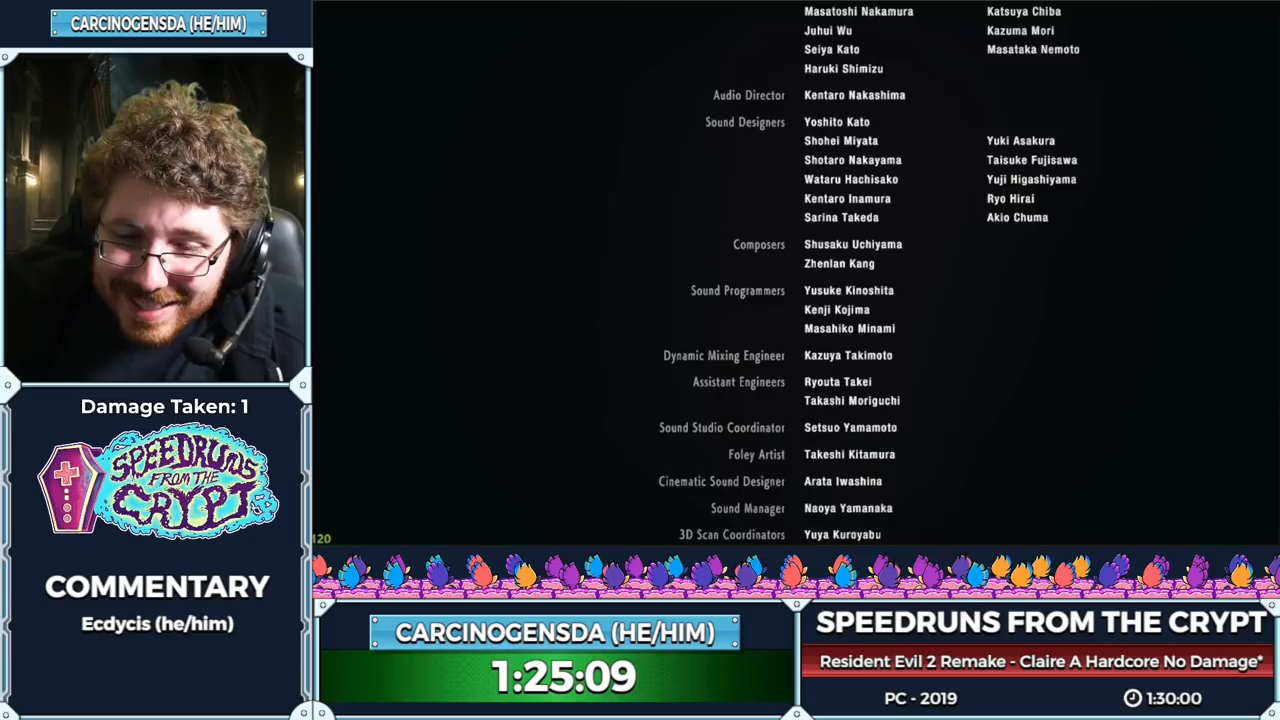 CARCINOGENSDA (HE/HIM)
Masatoshi Nakamura Katsuya Chiba
Juhui Wu Kazuma Mori
Seiya Kato Masataka Nemoto
Haruki Shimizu
Audio Director Kentaro Nakashima
Sound Designers Yoshito Kato
Shohei Miyata Yuki Asakura
Shotaro Nakayama Taisuke Fujisawa
Wataru Hachisako Yuji Higashiyama
Kentaro Inamura Ryo Hirai
Sarina Takeda Akio Chuma
Composers Shusaku Uchiyama
Zhenlan Kang
Sound Programmers Yusuke Kinoshita
Kenji Kojima
Masahiko Minami
Dynamic Mixing Engineer Kazuya Takimoto
Assistant Engineers Ryouta Takei
Takashi Moriguchi
Sound Studio Coordinator Setsuo Yamamoto
Foley Artist Takeshi Kitamura
Cinematic Sound Designer Arata Iwashina
Sound Manager Naoya Yamanaka
3D Scan Coordinators Yuya Kuroyabu
120
Damage Taken: 1
SPEEDRUNS
FROM THE
CRYPT
COMMENTARY
Ecdycis (he/him)
CARCINOGENSDA (HE/HIM)
1:25:09
SPEEDRUNS FROM THE CRYPT
Resident Evil 2 Remake - Claire A Hardcore No Damage*
PC - 2019 1:30:00